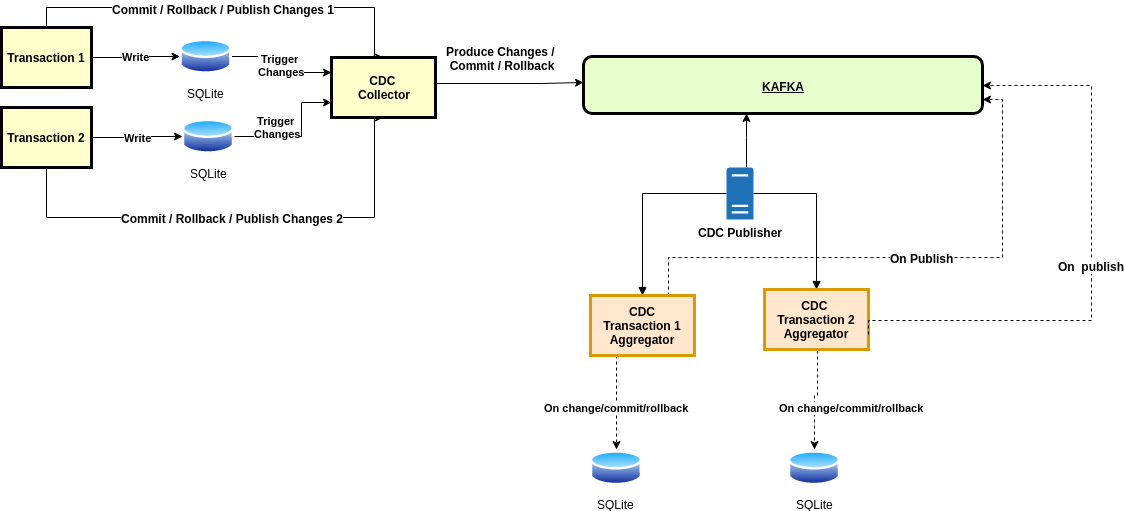 Commit / Rollback / Publish Changes 1
Transaction 1
Write
SQLite
Trigger
Changes
CDC
Collector
Produce Changes /
Commit / Rollback
KAFKA
Transaction 2
Write
SQLite
Trigger
Changes
Commit / Rollback / Publish Changes 2
CDC Publisher
On Publish
On  publish
CDC
Transaction 1
Aggregator
CDC
Transaction 2
Aggregator
On change/commit/rollback
On change/commit/rollback
SQLite
SQLite